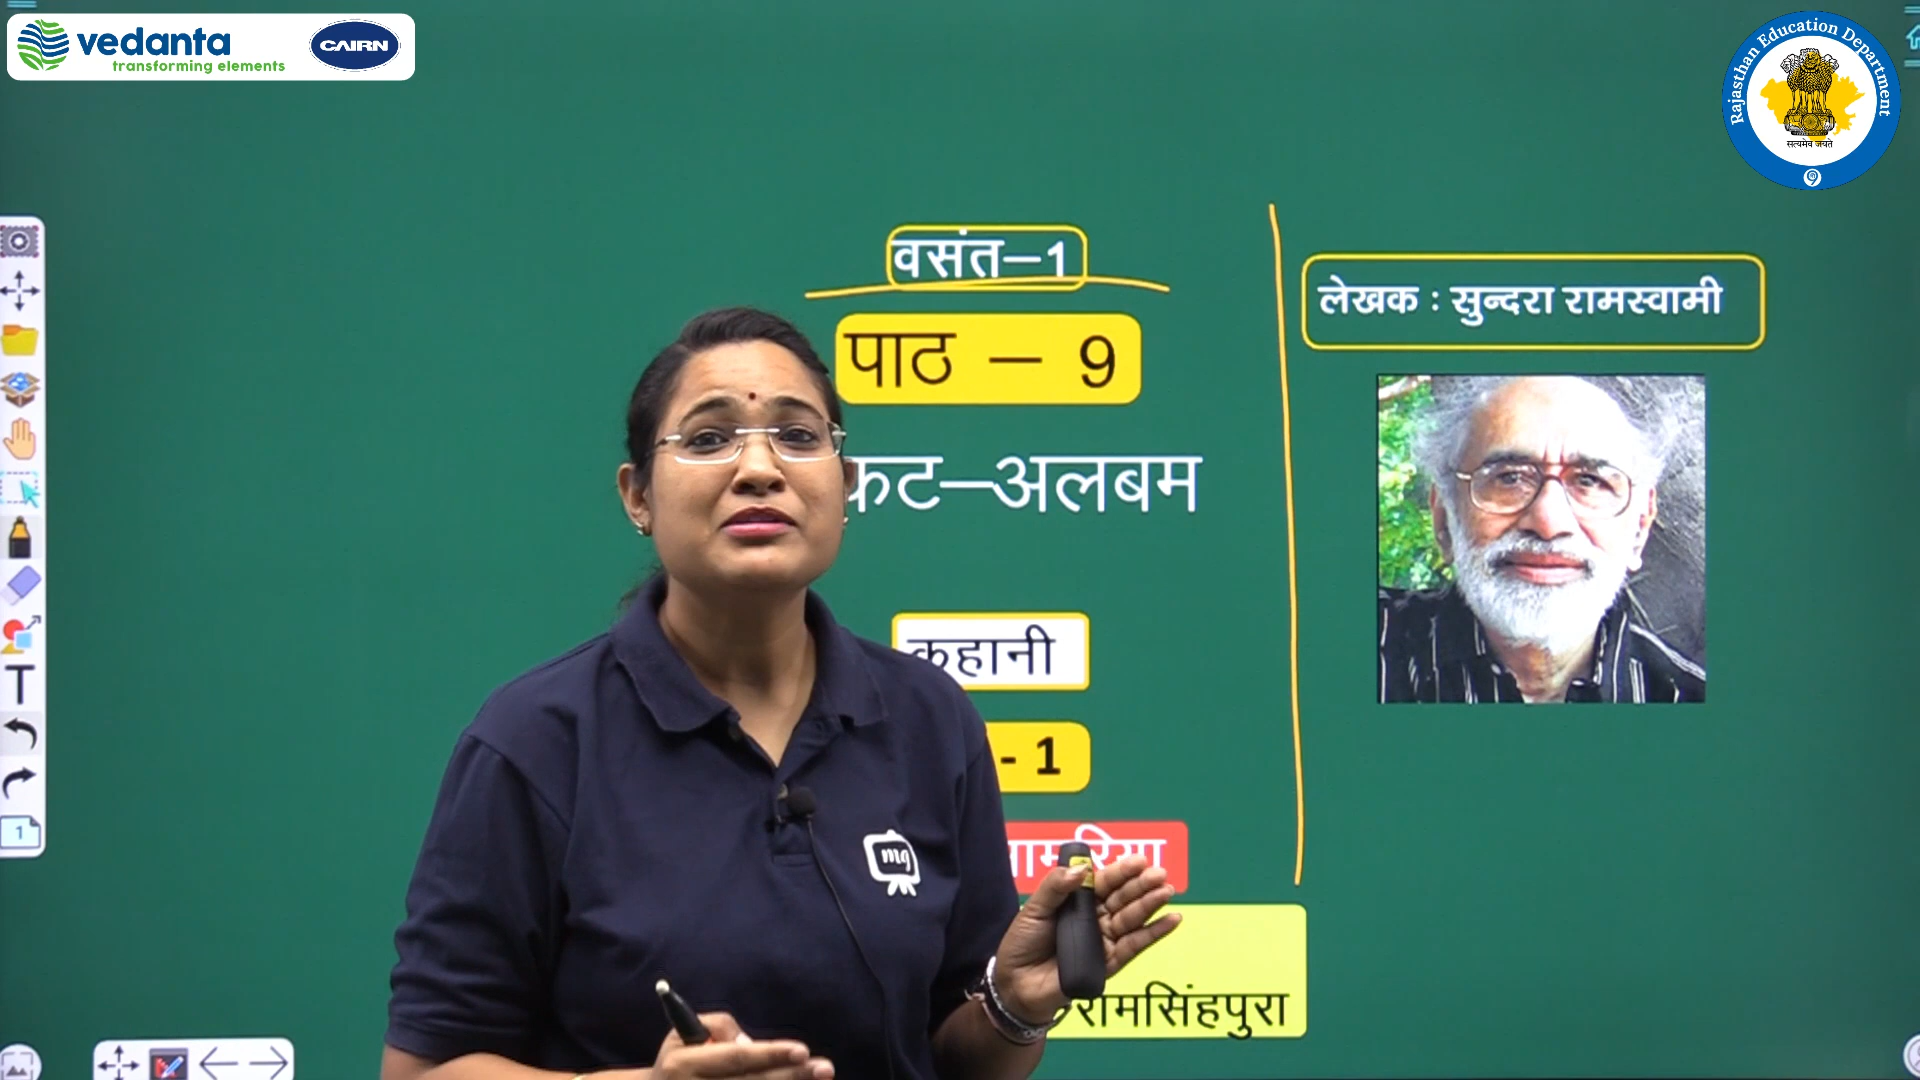 vedanta
transforming elements
CAIRN
Rajasthan Education Department
सत्यमेव जयते
वसंत–1
पाठ – 9
लेखक : सुन्दरा रामस्वामी
कट–अलबम
कहानी
- 1
रामसिंहपुरा
mg
T
1